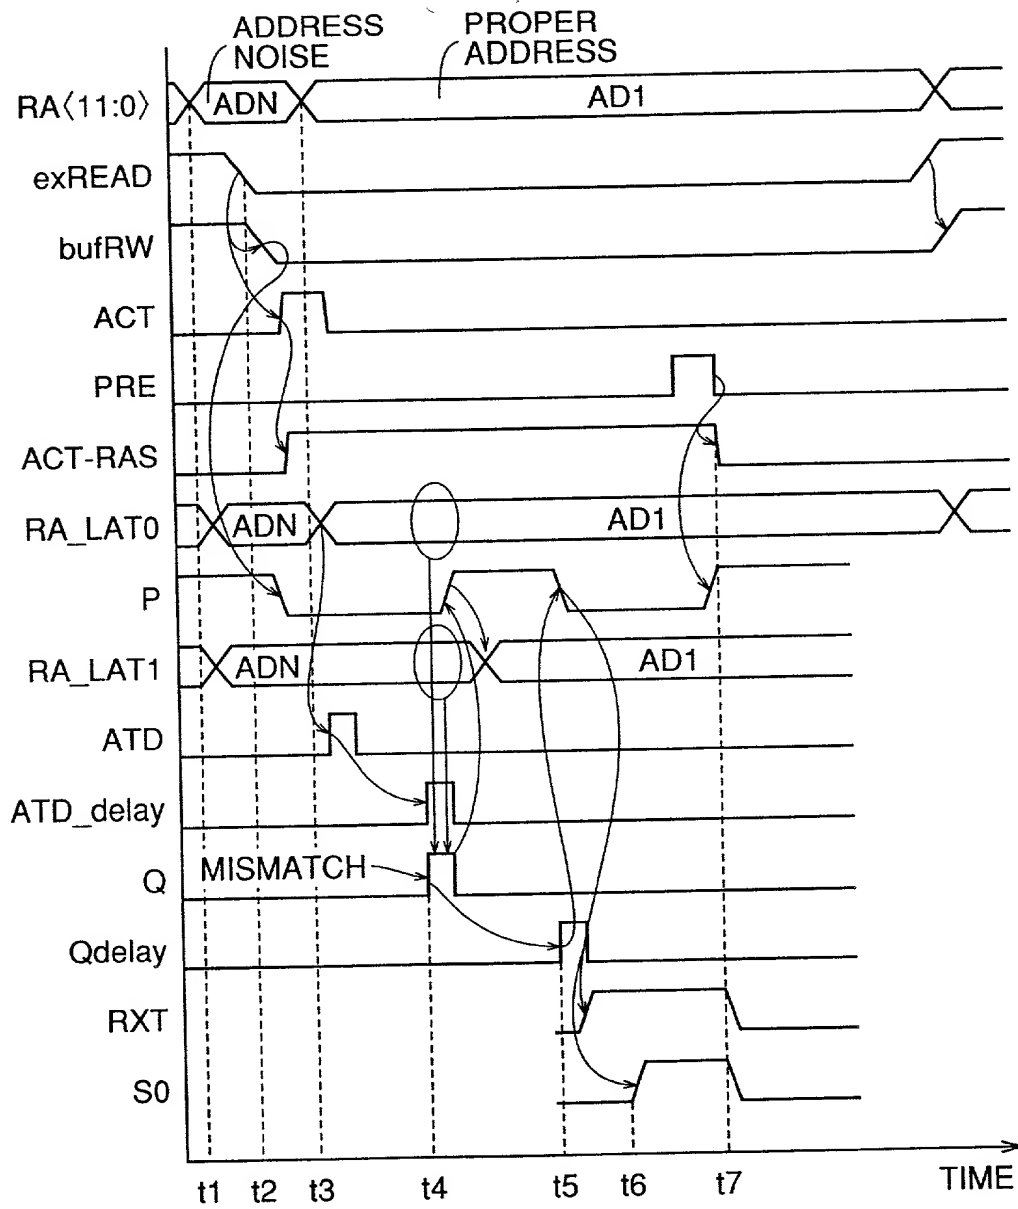 ADDRESS
NOISE
PROPER
ADDRESS
RA⟨11:0⟩ ADN AD1
exREAD
bufRW
ACT
PRE
ACT-RAS
RA_LAT0 ADN AD1
P
RA_LAT1 ADN AD1
ATD
ATD_delay
Q MISMATCH
Qdelay
RXT
S0
t1 t2 t3 t4 t5 t6 t7 TIME